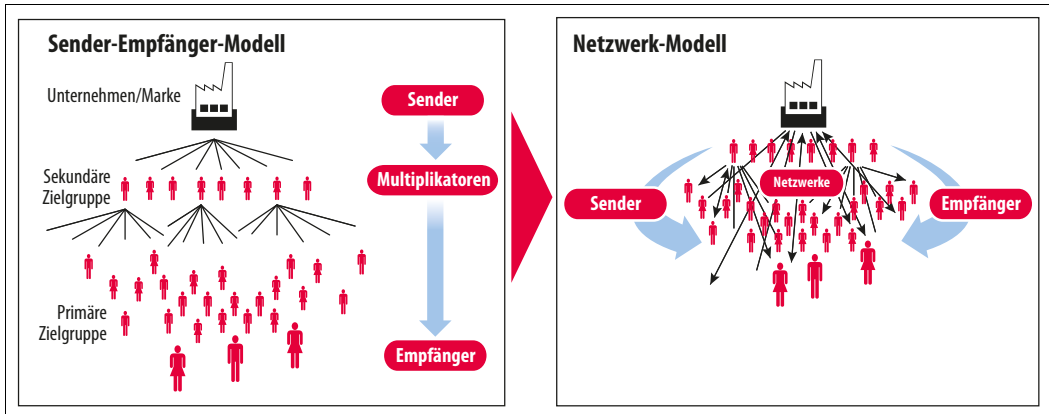 Sender-Empfänger-Modell
Unternehmen/Marke
Sekundäre
Zielgruppe
Primäre
Zielgruppe
Sender
Multiplikatoren
Empfänger
Netzwerk-Modell
Netzwerke
Sender
Empfänger